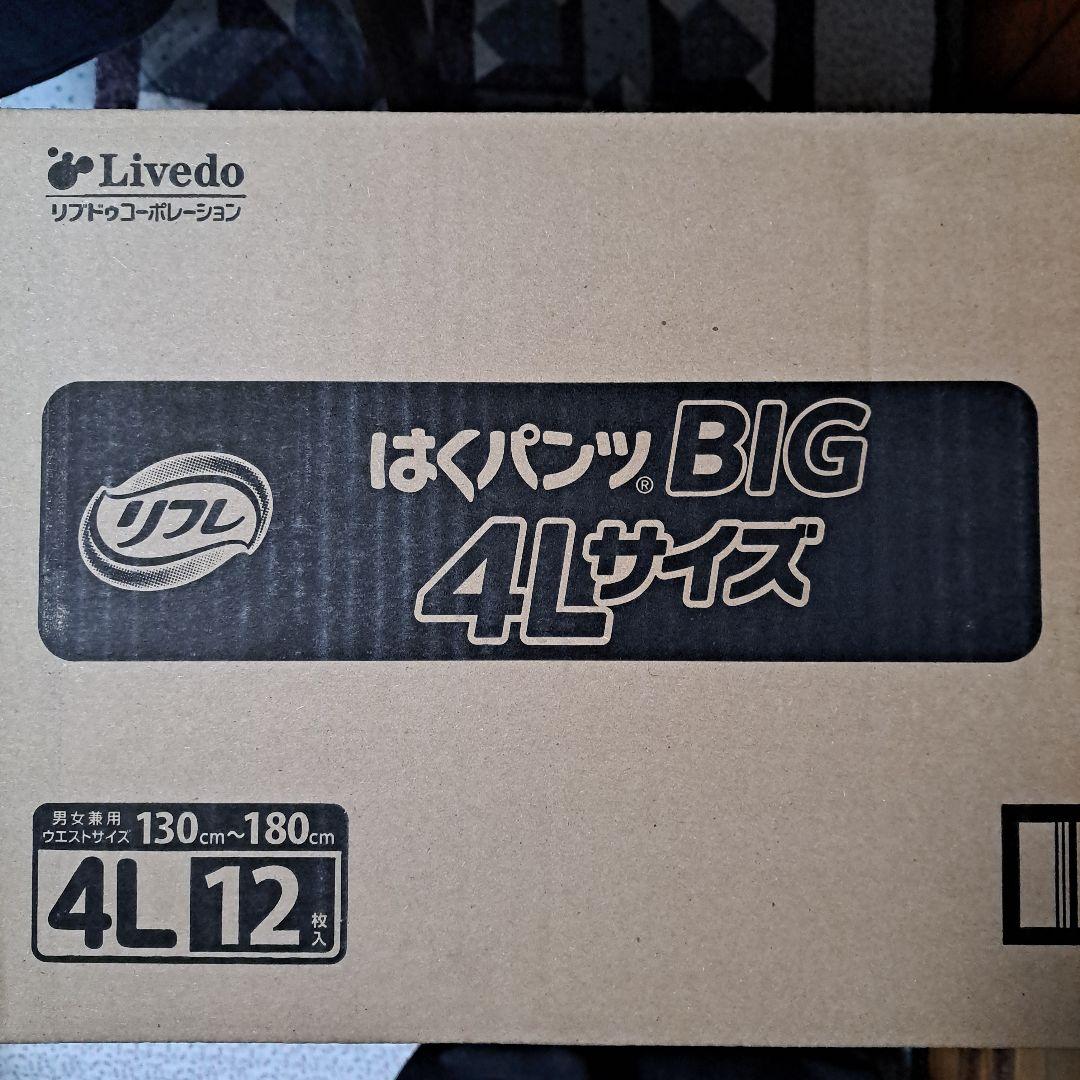 Livedo
リブドゥコーポレーション
リフレ
はくパンツ® BIG
4Lサイズ
男女兼用
ウエストサイズ 130cm~180cm
4L 12枚入